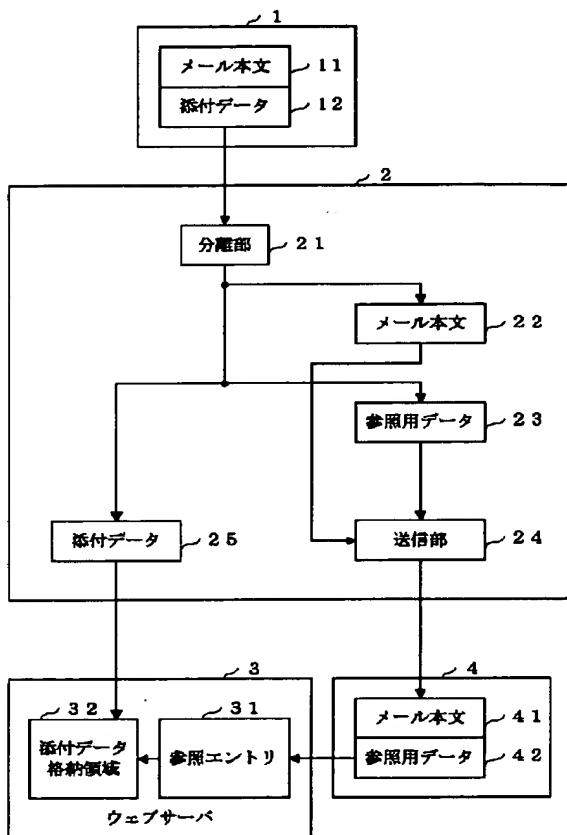 1
メール本文 11
添付データ 12
2
分離部 21
メール本文 22
参照用データ 23
添付データ 25
送信部 24
3
4
32
31
添付データ
格納領域
参照エントリ
メール本文 41
参照用データ 42
ウェブサーバ